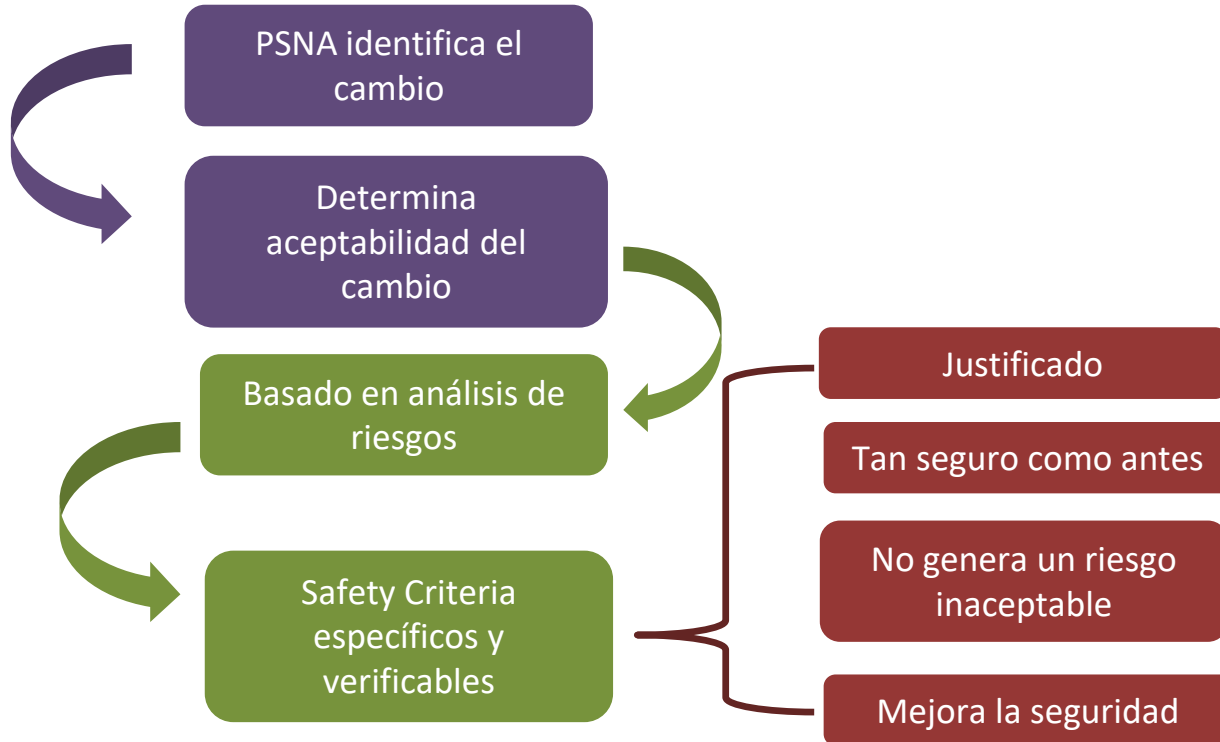 PSNA identifica el
cambio
Determina
aceptabilidad del
cambio
Basado en análisis de
riesgos
Safety Criteria
específicos y
verificables
Justificado
Tan seguro como antes
No genera un riesgo
inaceptable
Mejora la seguridad